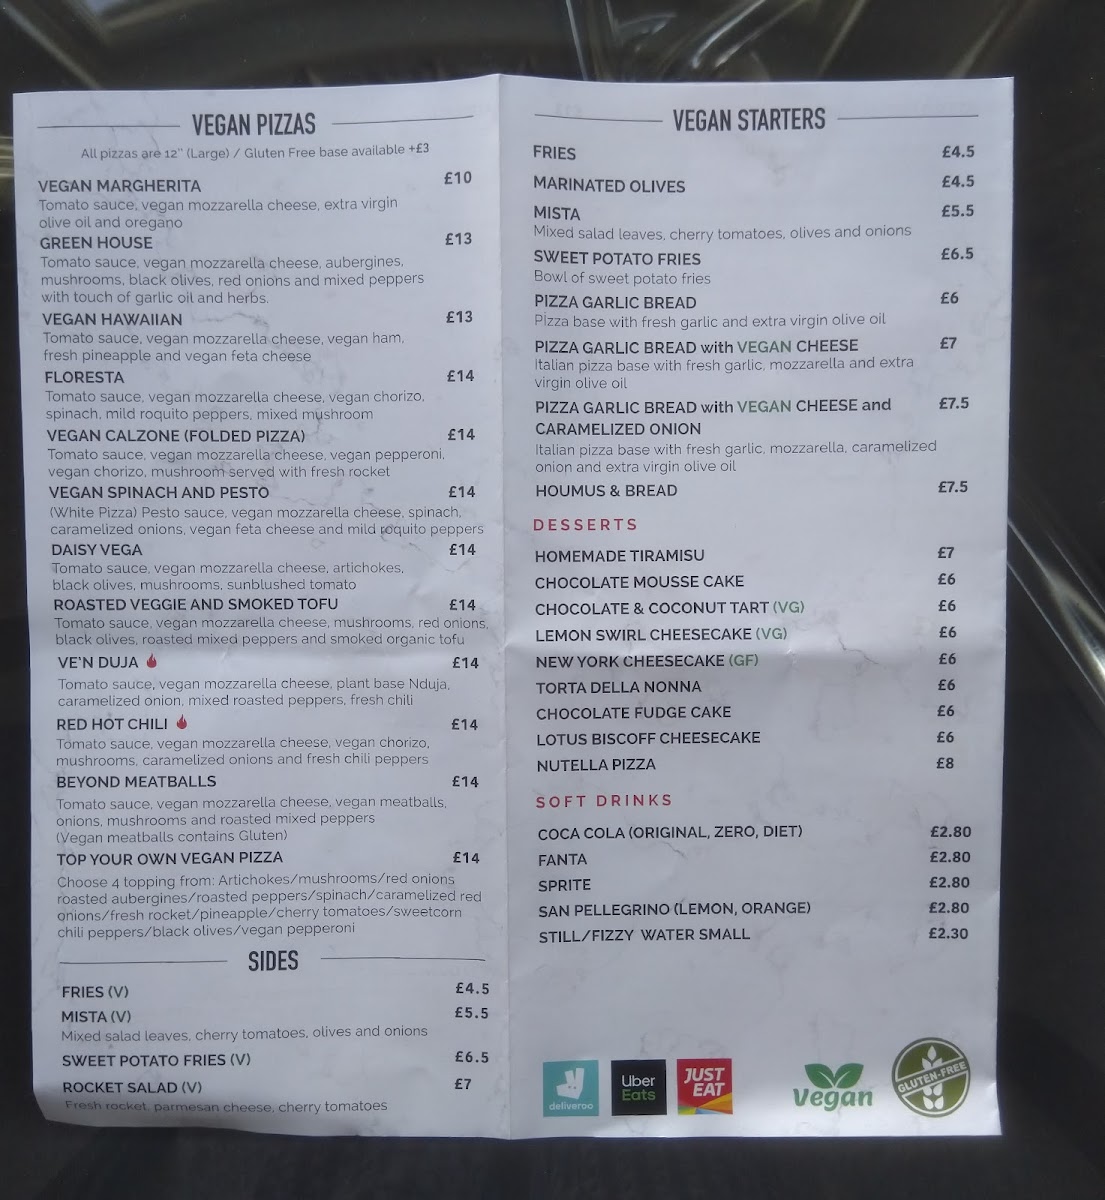 VEGAN PIZZAS
All pizzas are 12" (Large) / Gluten Free base available +£3
VEGAN MARGHERITA £10
Tomato sauce, vegan mozzarella cheese, extra virgin
olive oil and oregano
GREEN HOUSE £13
Tomato sauce, vegan mozzarella cheese, aubergines,
mushrooms, black olives, red onions and mixed peppers
with touch of garlic oil and herbs.
VEGAN HAWAIIAN £13
Tomato sauce, vegan mozzarella cheese, vegan ham,
fresh pineapple and vegan feta cheese
FLORESTA £14
Tomato sauce, vegan mozzarella cheese, vegan chorizo,
spinach, mild roquito peppers, mixed mushroom
VEGAN CALZONE (FOLDED PIZZA) £14
Tomato sauce, vegan mozzarella cheese, vegan pepperoni,
vegan chorizo, mushroom served with fresh rocket
VEGAN SPINACH AND PESTO £14
(White Pizza) Pesto sauce, vegan mozzarella cheese, spinach,
caramelized onions, vegan feta cheese and mild roquito peppers
DAISY VEGA £14
Tomato sauce, vegan mozzarella cheese, artichokes,
black olives, mushrooms, sunblushed tomato
ROASTED VEGGIE AND SMOKED TOFU £14
Tomato sauce, vegan mozzarella cheese, mushrooms, red onions,
black olives, roasted mixed peppers and smoked organic tofu
VE'N DUJA £14
Tomato sauce, vegan mozzarella cheese, plant base Nduja,
caramelized onion, mixed roasted peppers, fresh chili
RED HOT CHILI £14
Tomato sauce, vegan mozzarella cheese, vegan chorizo,
mushrooms, caramelized onions and fresh chili peppers
BEYOND MEATBALLS £14
Tomato sauce, vegan mozzarella cheese, vegan meatballs,
onions, mushrooms and roasted mixed peppers
(Vegan meatballs contains Gluten)
TOP YOUR OWN VEGAN PIZZA £14
Choose 4 topping from: Artichokes/mushrooms/red onions
roasted aubergines/roasted peppers/spinach/caramelized red
onions/fresh rocket/pineapple/cherry tomatoes/sweetcorn
chili peppers/black olives/vegan pepperoni
SIDES
FRIES (V) £4.5
MISTA (V) £5.5
Mixed salad leaves, cherry tomatoes, olives and onions
SWEET POTATO FRIES (V) £6.5
ROCKET SALAD (V) £7
Fresh rocket, parmesan cheese, cherry tomatoes
VEGAN STARTERS
FRIES £4.5
MARINATED OLIVES £4.5
MISTA £5.5
Mixed salad leaves, cherry tomatoes, olives and onions
SWEET POTATO FRIES £6.5
Bowl of sweet potato fries
PIZZA GARLIC BREAD £6
Pizza base with fresh garlic and extra virgin olive oil
PIZZA GARLIC BREAD with VEGAN CHEESE £7
Italian pizza base with fresh garlic, mozzarella and extra
virgin olive oil
PIZZA GARLIC BREAD with VEGAN CHEESE and £7.5
CARAMELIZED ONION
Italian pizza base with fresh garlic, mozzarella, caramelized
onion and extra virgin olive oil
HOUMUS & BREAD £7.5
DESSERTS
HOMEMADE TIRAMISU £7
CHOCOLATE MOUSSE CAKE £6
CHOCOLATE & COCONUT TART (VG) £6
LEMON SWIRL CHEESECAKE (VG) £6
NEW YORK CHEESECAKE (GF) £6
TORTA DELLA NONNA £6
CHOCOLATE FUDGE CAKE £6
LOTUS BISCOFF CHEESECAKE £6
NUTELLA PIZZA £8
SOFT DRINKS
COCA COLA (ORIGINAL, ZERO, DIET) £2.80
FANTA £2.80
SPRITE £2.80
SAN PELLEGRINO (LEMON, ORANGE) £2.80
STILL/FIZZY WATER SMALL £2.30
deliveroo
Uber
Eats
JUST
EAT
Vegan
GLUTEN-FREE